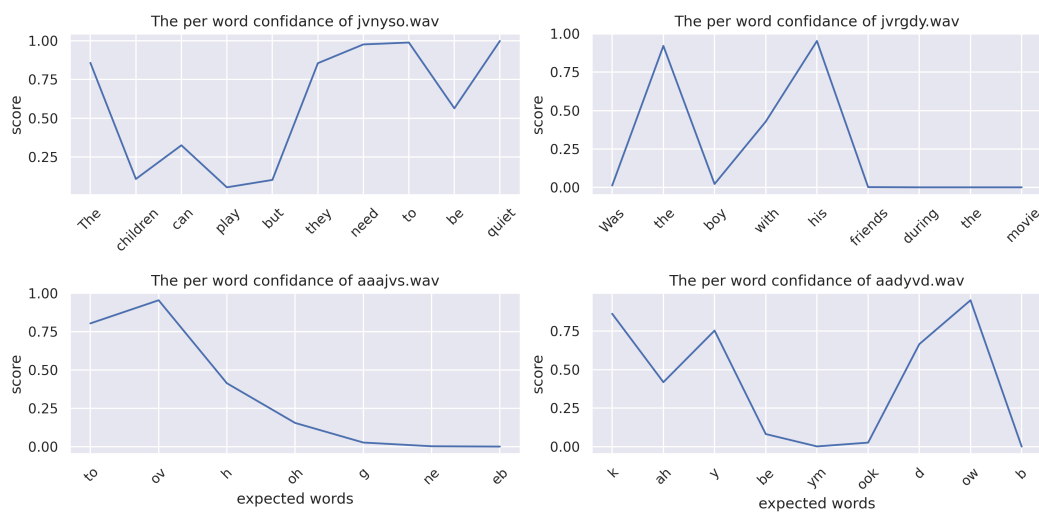 The per word confidance of jvnyso.wav
score
1.00
0.75
0.50
0.25
The children can play but they need to be quiet
The per word confidance of jvrgdy.wav
score
1.00
0.75
0.50
0.25
0.00
Was the boy with his friends during the movie
The per word confidance of aaajvs.wav
score
1.00
0.75
0.50
0.25
0.00
to ov h oh g ne eb
expected words
The per word confidance of aadyvd.wav
score
0.75
0.50
0.25
0.00
k ah y be ym ook d ow b
expected words